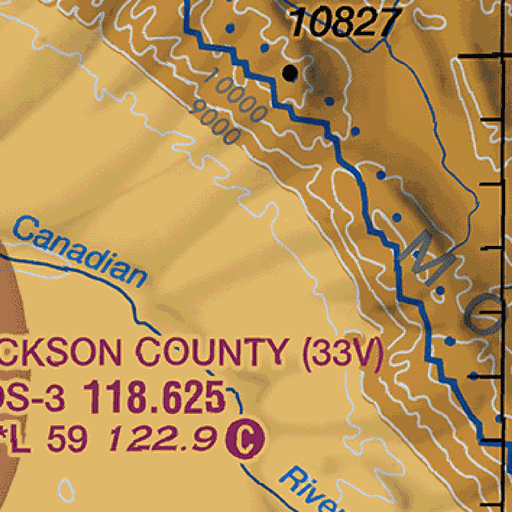 10827
10000
9000
Canadian
M
O
CKSON COUNTY (33V)
OS-3 118.625
*L 59 122.9 C
River